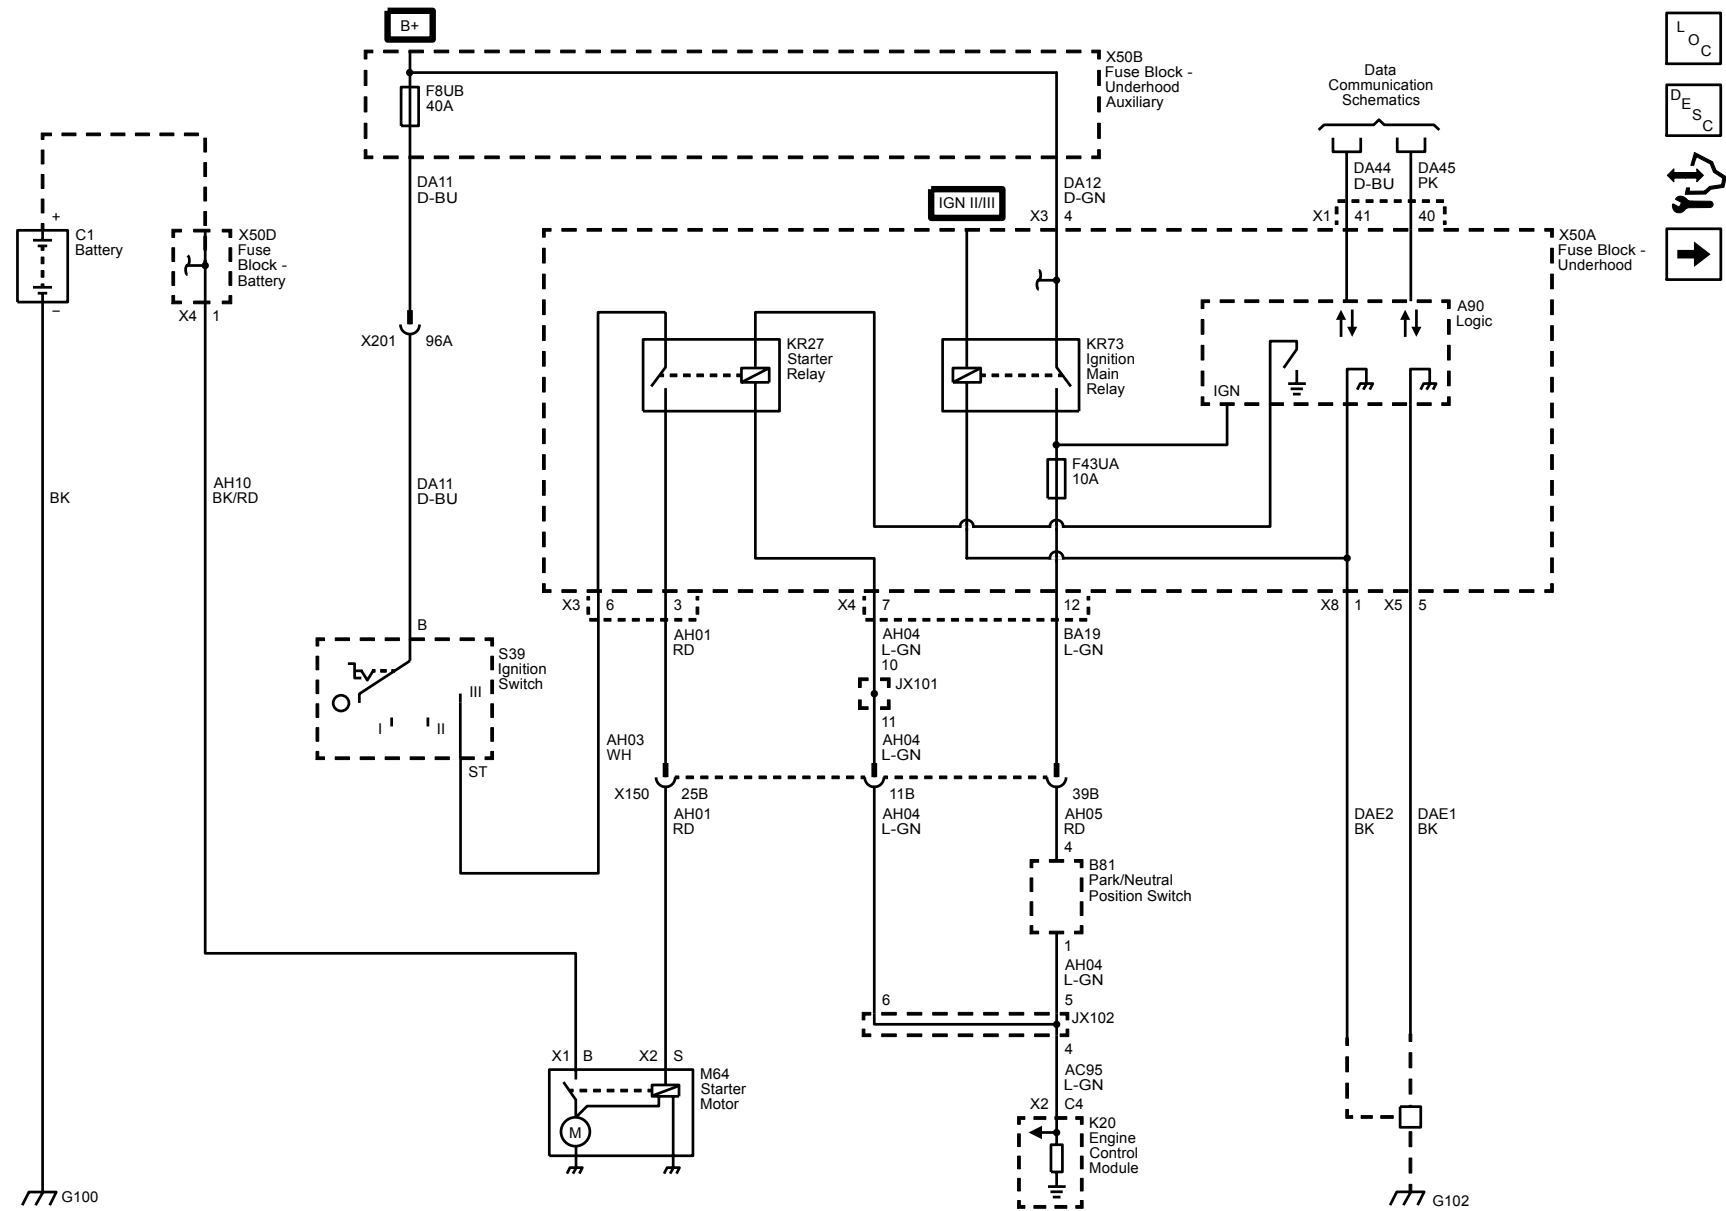 B+
X50B
Fuse Block -
Underhood
Auxiliary
F8UB
40A
Data
Communication
Schematics
L
O
C
D
E
S
C
DA11
D-BU
IGN II/III
DA12
D-GN
X3 4
DA44
D-BU
DA45
PK
X1 41 40
+
C1
Battery
–
X50D
Fuse
Block -
Battery
X4 1
X50A
Fuse Block -
Underhood
A90
Logic
IGN
X201 96A
KR27
Starter
Relay
KR73
Ignition
Main
Relay
F43UA
10A
BK
AH10
BK/RD
DA11
D-BU
X3 6 3
X4 7 12
X8 1 X5 5
B
S39
Ignition
Switch
III
I
II
ST
AH01
RD
AH04
L-GN
10
BA19
L-GN
JX101
11
AH04
L-GN
AH03
WH
X150 25B 11B 39B
AH01
RD
AH04
L-GN
AH05
RD
4
DAE2
BK
DAE1
BK
B81
Park/Neutral
Position Switch
1
AH04
L-GN
6 5
JX102
4
AC95
L-GN
X1 B X2 S
M64
Starter
Motor
M
X2 C4
K20
Engine
Control
Module
G100
G102